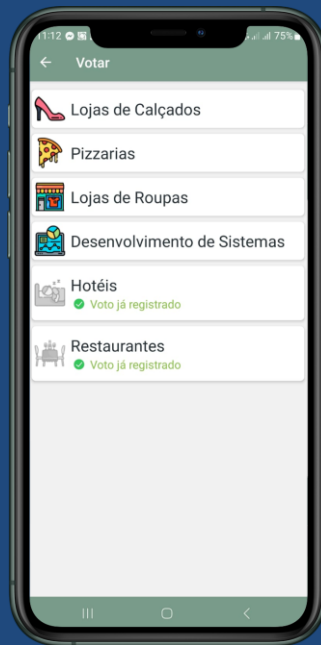 11:12
75%
Votar
Lojas de Calçados
Pizzarias
Lojas de Roupas
Desenvolvimento de Sistemas
Hotéis
Voto já registrado
Restaurantes
Voto já registrado